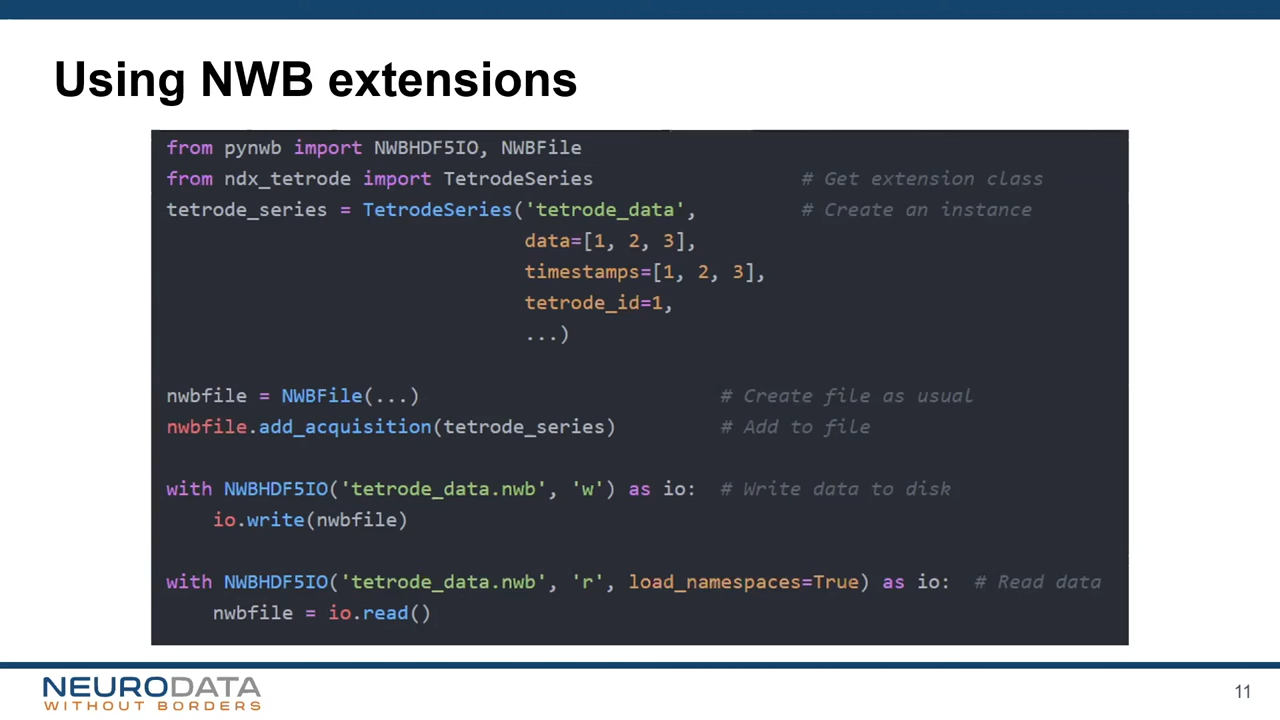 Using NWB extensions
from pynwb import NWBHDF5IO, NWBFile
from ndx_tetrode import TetrodeSeries # Get extension class
tetrode_series = TetrodeSeries('tetrode_data', # Create an instance
data=[1, 2, 3],
timestamps=[1, 2, 3],
tetrode_id=1,
...)
nwbfile = NWBFile(...) # Create file as usual
nwbfile.add_acquisition(tetrode_series) # Add to file
with NWBHDF5IO('tetrode_data.nwb', 'w') as io: # Write data to disk
io.write(nwbfile)
with NWBHDF5IO('tetrode_data.nwb', 'r', load_namespaces=True) as io: # Read data
nwbfile = io.read()
NEURODATA
WITHOUT BORDERS
11